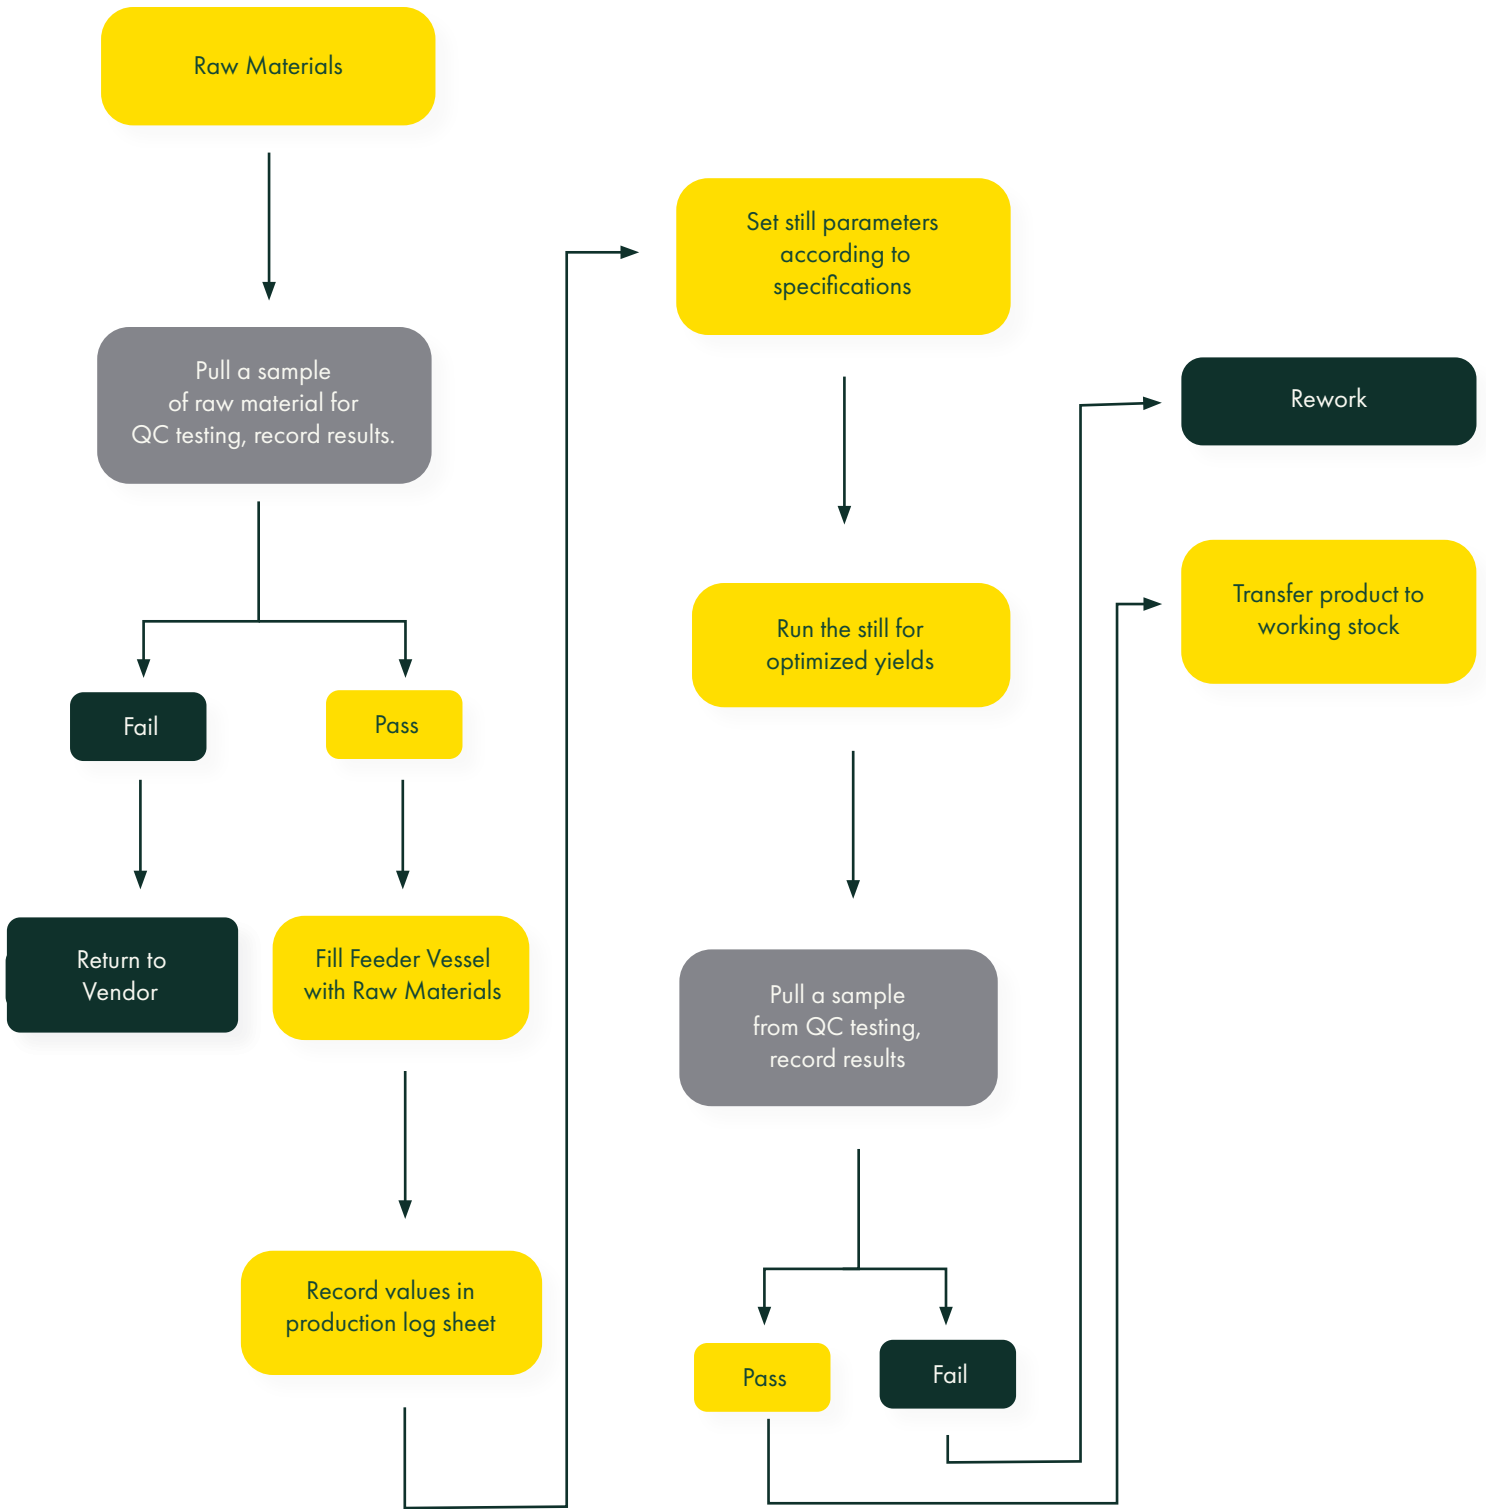 Raw Materials
Pull a sample
of raw material for
QC testing, record results.
Fail
Pass
Return to
Vendor
Fill Feeder Vessel
with Raw Materials
Record values in
production log sheet
Set still parameters
according to
specifications
Run the still for
optimized yields
Pull a sample
from QC testing,
record results
Pass
Fail
Rework
Transfer product to
working stock